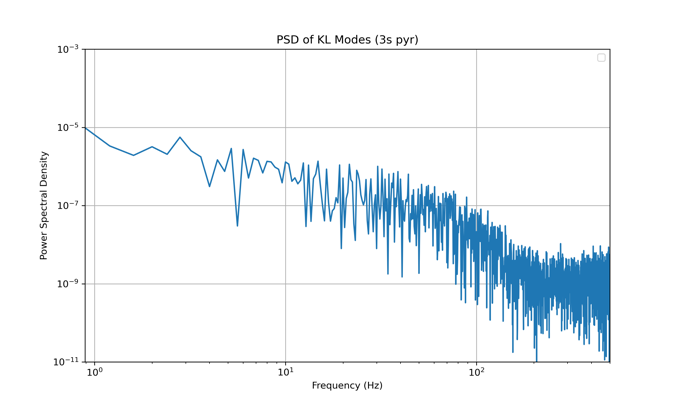 PSD of KL Modes (3s pyr)
10⁻³
10⁻⁵
10⁻⁷
10⁻⁹
10⁻¹¹
Power Spectral Density
10⁰
10¹
10²
Frequency (Hz)